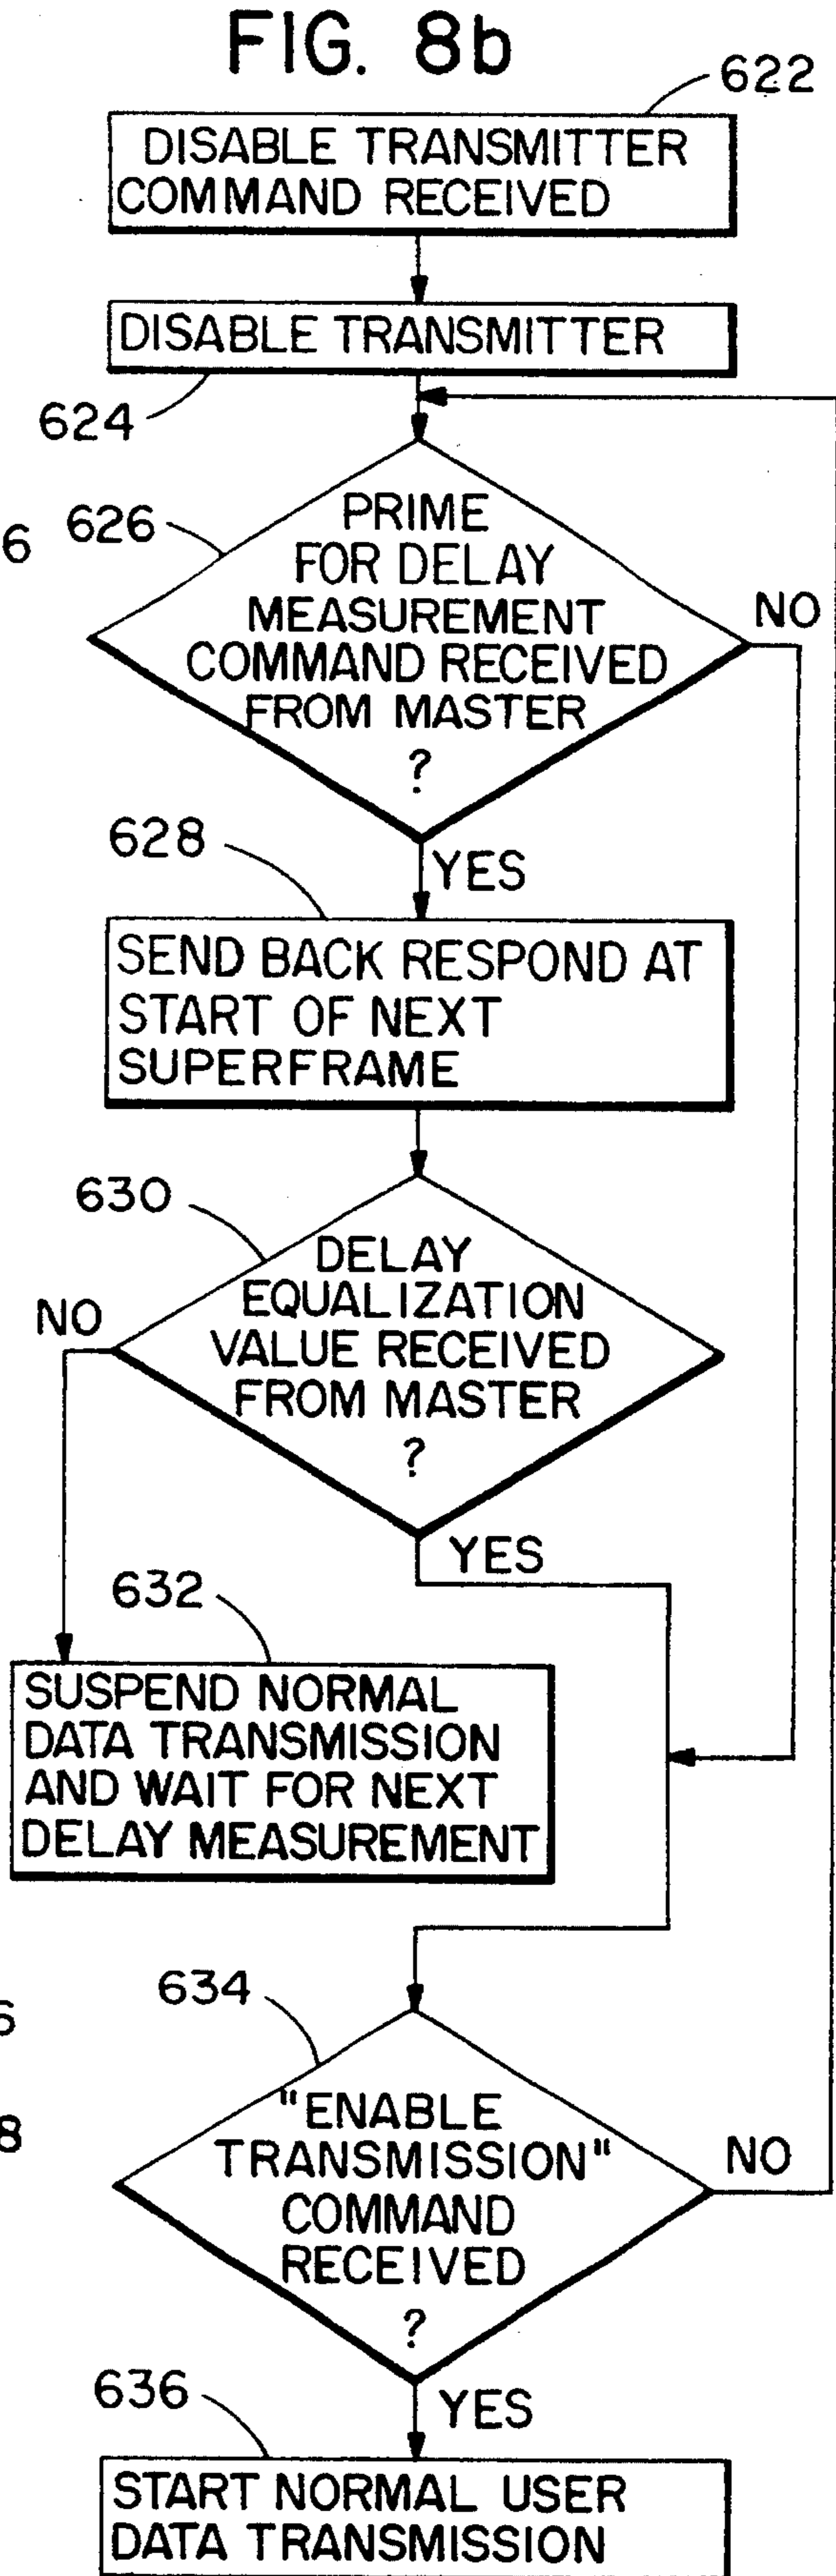 FIG. 8b
622
DISABLE TRANSMITTER
COMMAND RECEIVED
DISABLE TRANSMITTER
624
6
626
PRIME
FOR DELAY
MEASUREMENT
COMMAND RECEIVED
FROM MASTER
?
NO
628
YES
SEND BACK RESPOND AT
START OF NEXT
SUPERFRAME
630
DELAY
EQUALIZATION
VALUE RECEIVED
FROM MASTER
?
NO
YES
632
SUSPEND NORMAL
DATA TRANSMISSION
AND WAIT FOR NEXT
DELAY MEASUREMENT
634
6
8
"ENABLE
TRANSMISSION"
COMMAND
RECEIVED
?
NO
636
YES
START NORMAL USER
DATA TRANSMISSION